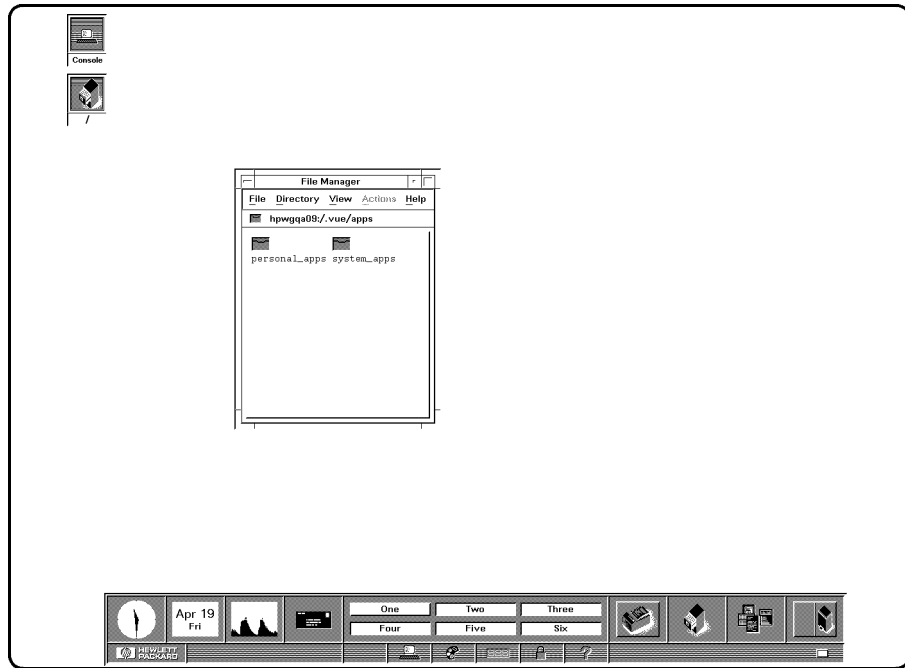 Console
/
File Manager
File Directory View Actions Help
hpwgqa09:/.vue/apps
personal_apps system_apps
Apr 19
Fri
One Two Three
Four Five Six
hp HEWLETT
PACKARD